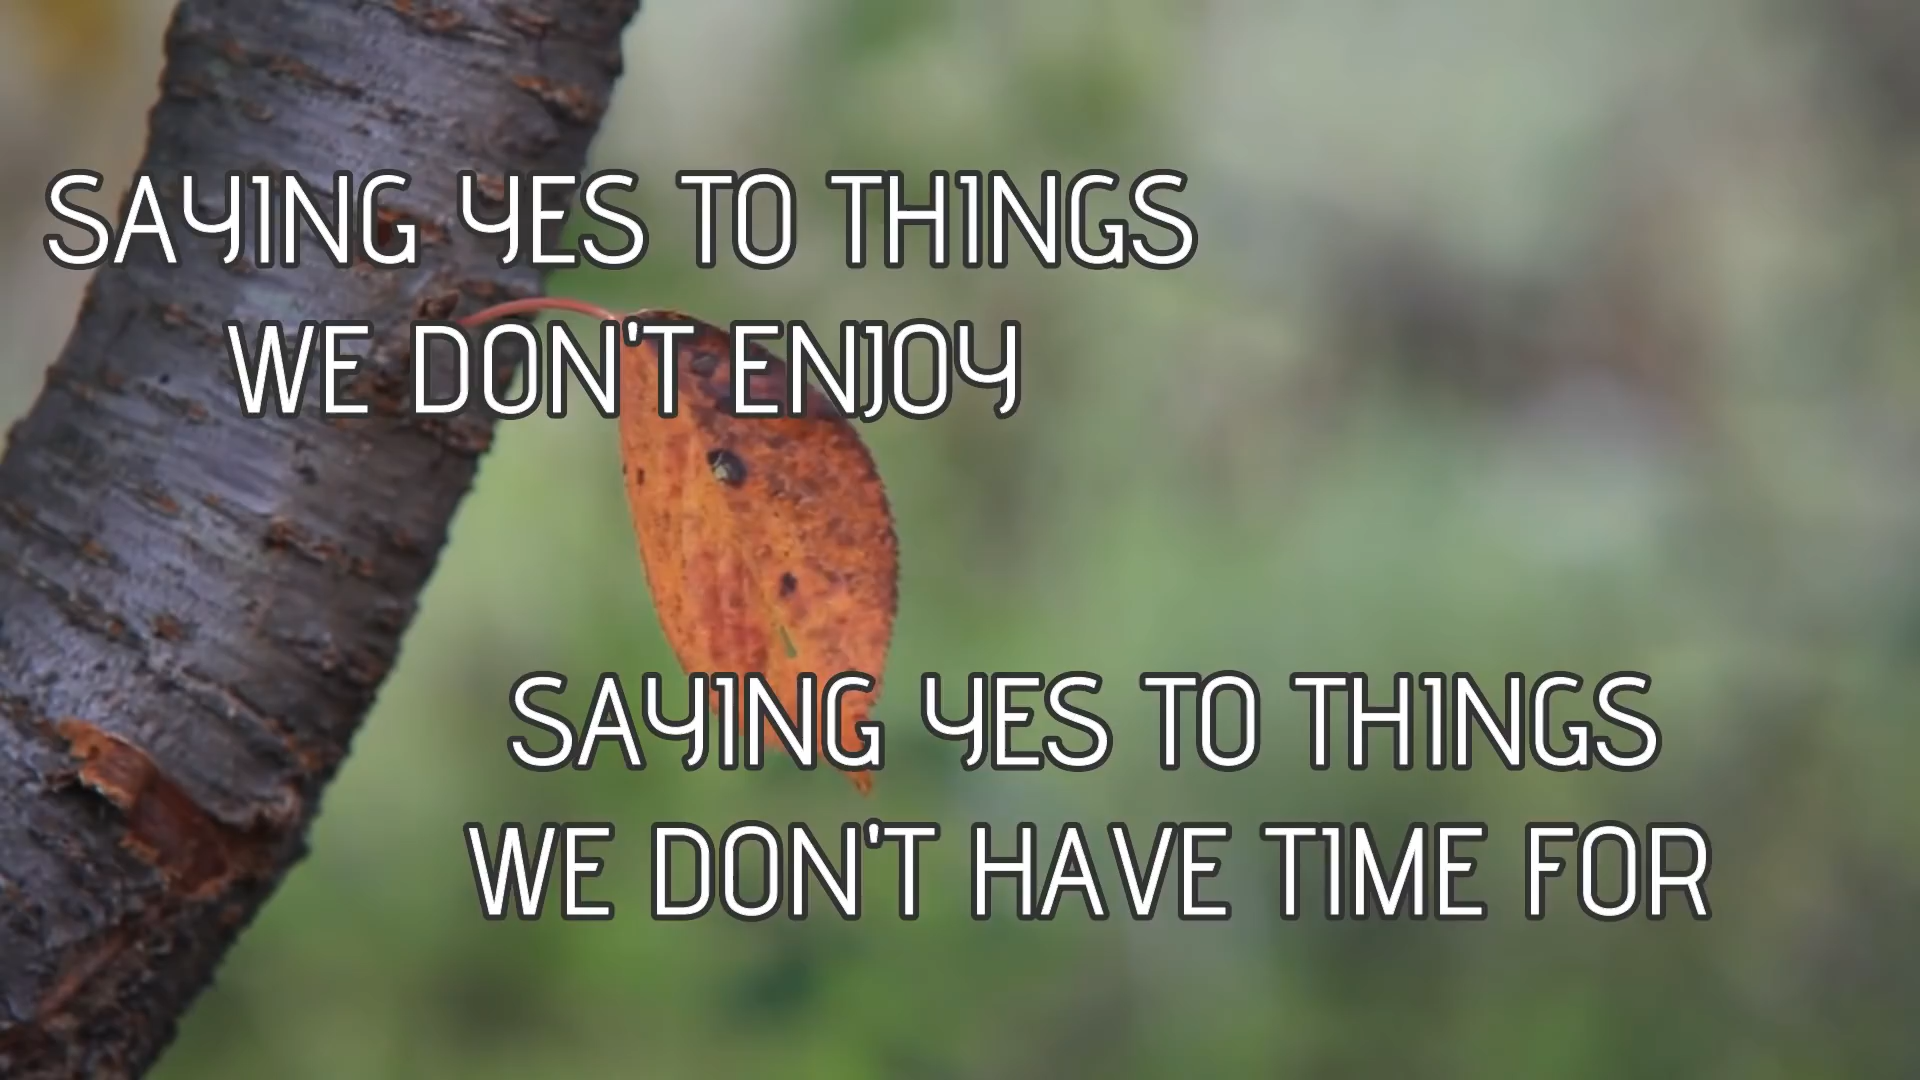 SAYING YES TO THINGS
WE DON'T ENJOY
SAYING YES TO THINGS
WE DON'T HAVE TIME FOR